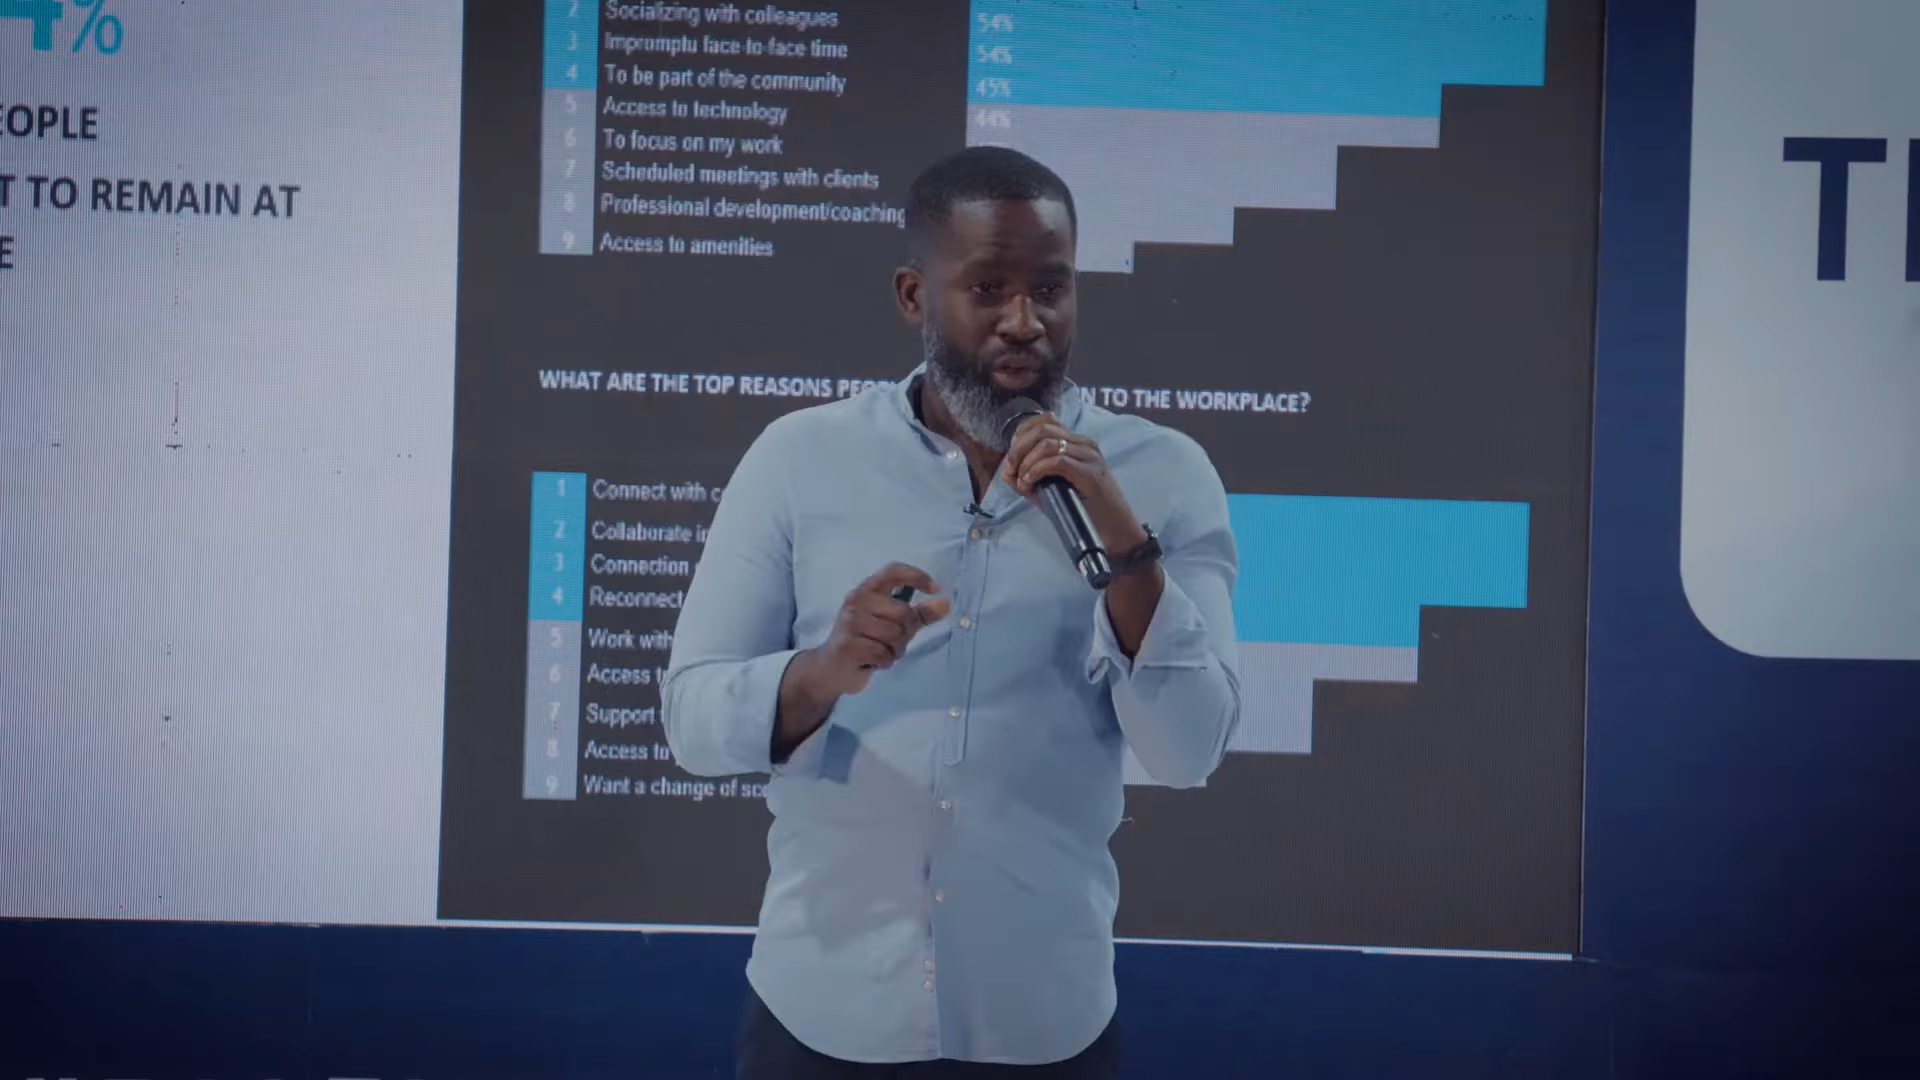 4%
EOPLE
T TO REMAIN AT
E
2 Socializing with colleagues 54%
3 Impromptu face-to-face time 54%
4 To be part of the community 45%
5 Access to technology 44%
6 To focus on my work
7 Scheduled meetings with clients
8 Professional development/coaching
9 Access to amenities
WHAT ARE THE TOP REASONS PEOP N TO THE WORKPLACE?
1 Connect with c
2 Collaborate in
3 Connection
4 Reconnect
5 Work with
6 Access t
7 Support
8 Access to
9 Want a change of sc